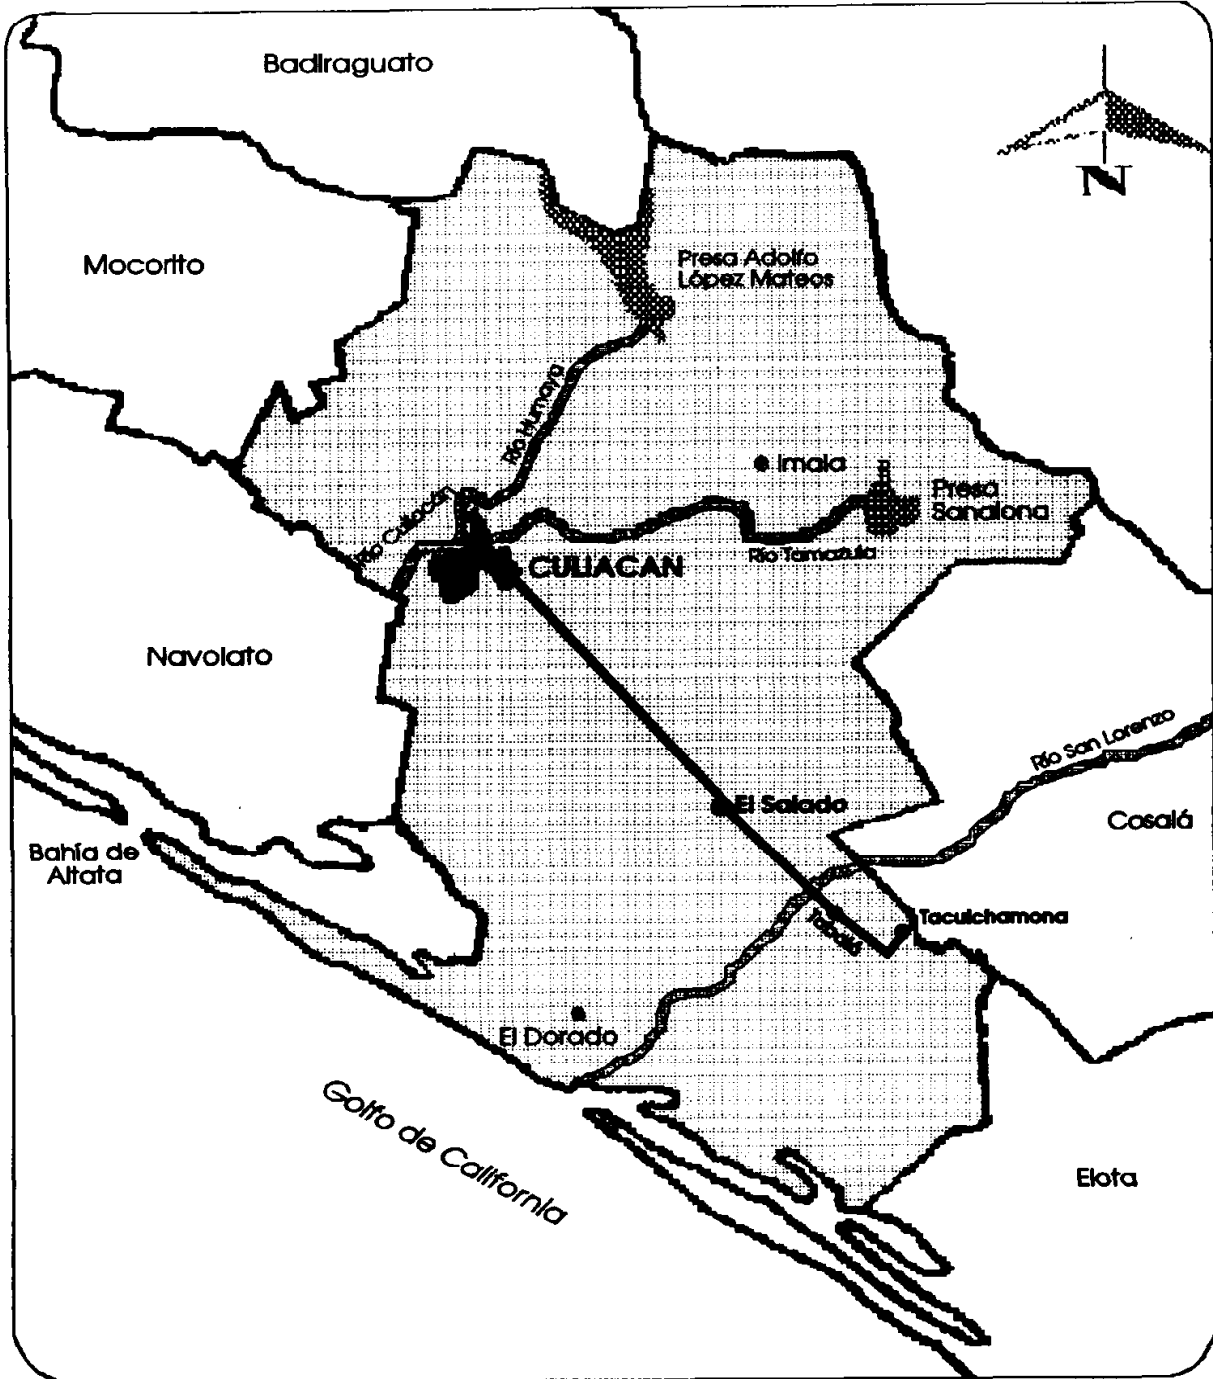 Badiraguato
N
Mocorito
Presa Adolfo
López Mateos
Río Humaya
Imala
Presa
Sanalona
Río Culiacán
Río Tamazula
CULIACAN
Navolato
Río San Lorenzo
El Salado
Cosalá
Bahía de
Altata
Tacuichamona
Tabalá
El Dorado
Golfo de California
Elota